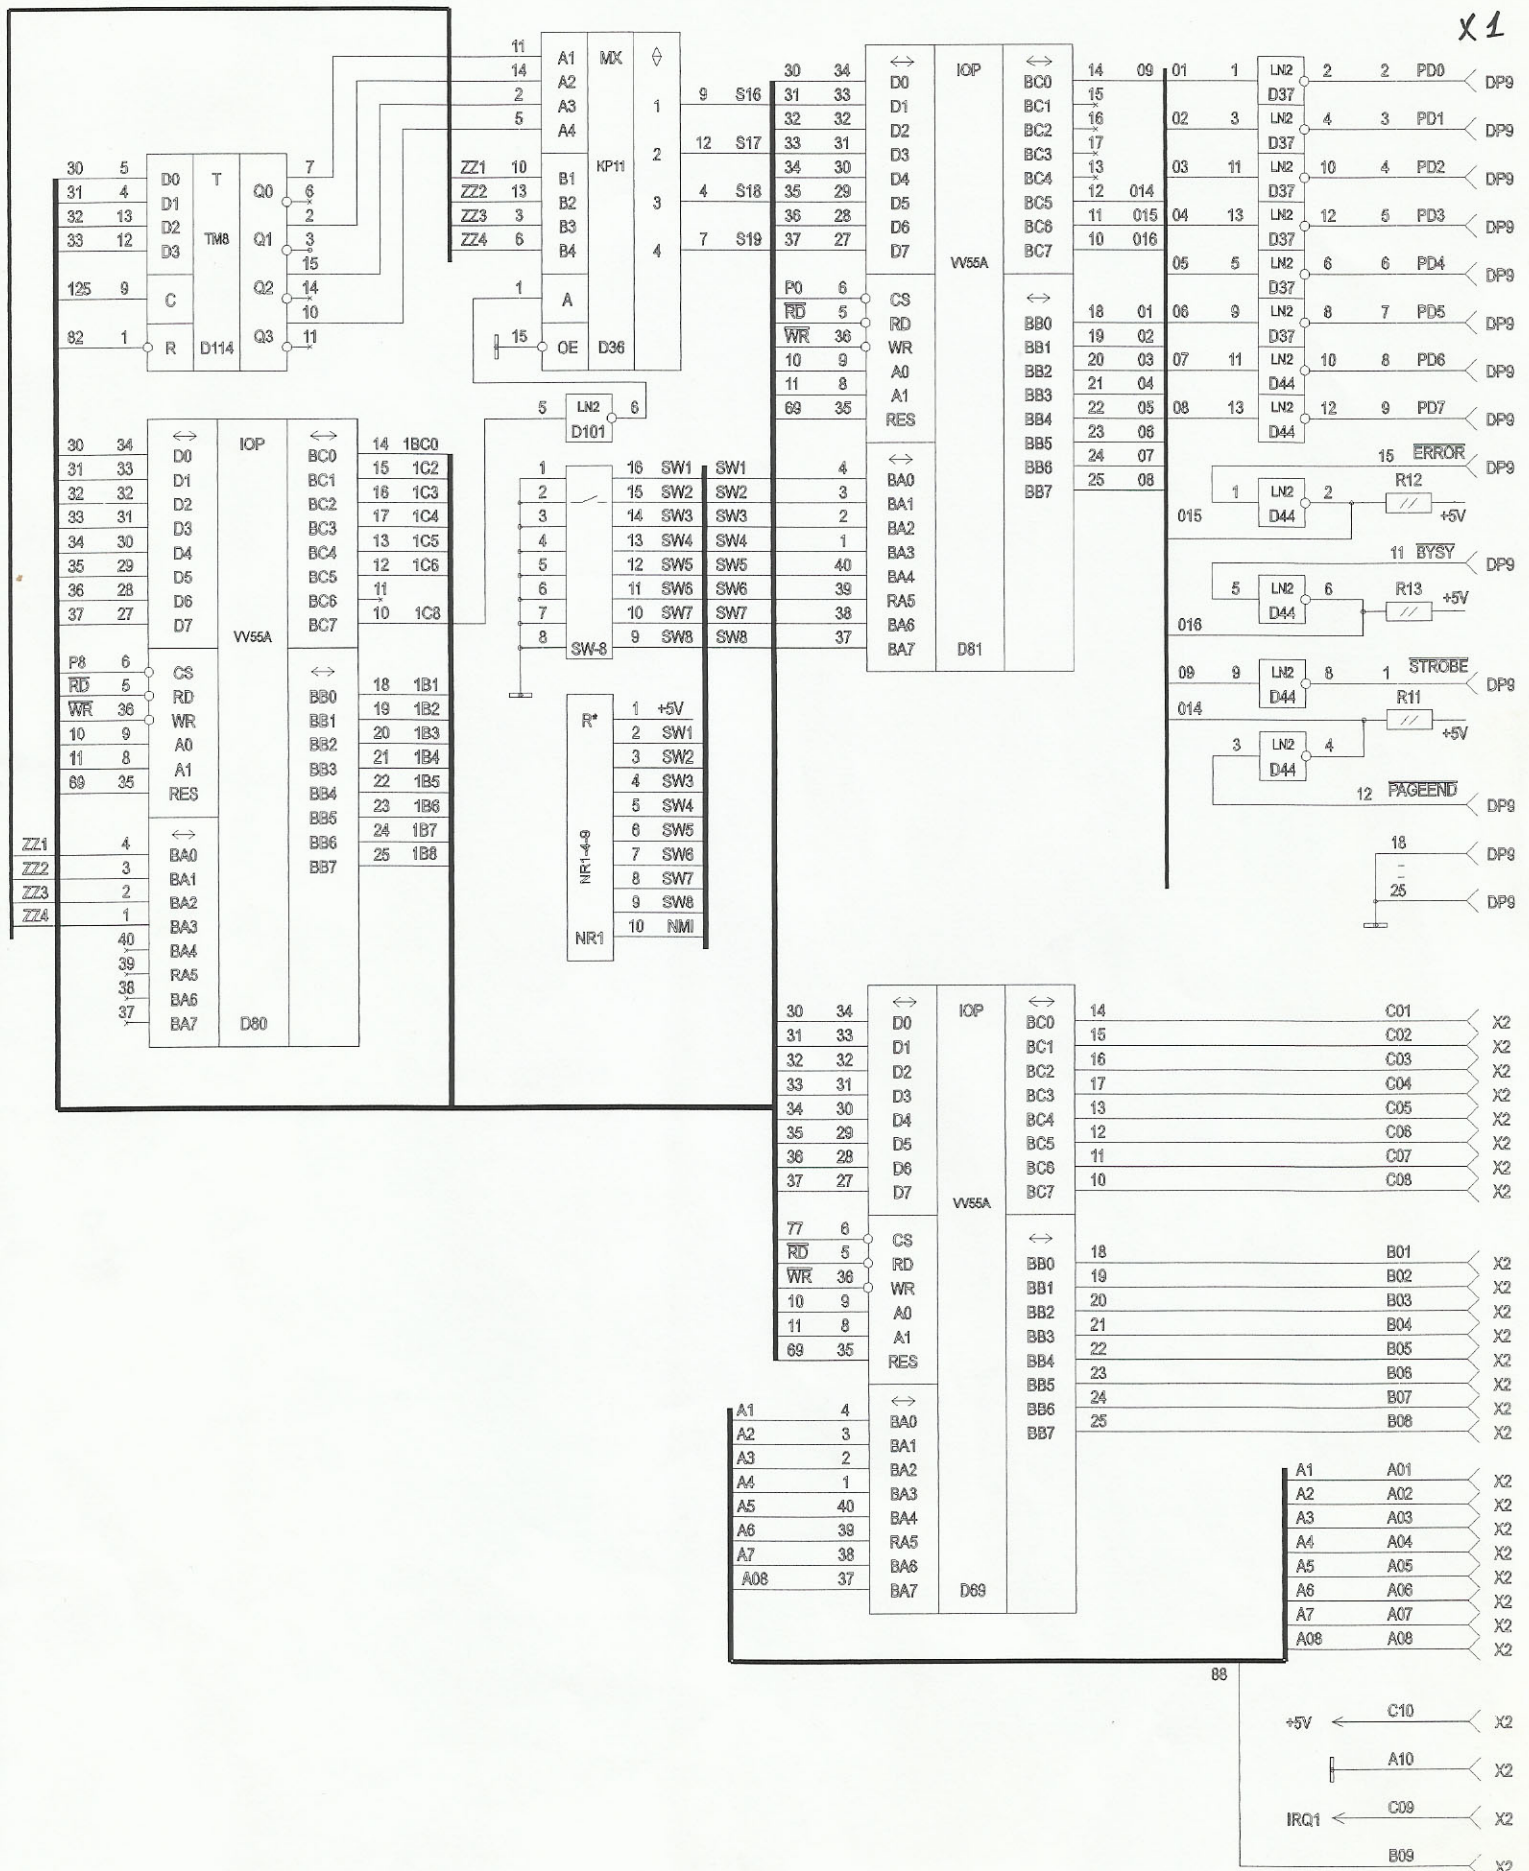 X1
11 A1 MX
14 A2
2 A3 1 9 S16
5 A4
2 12 S17
ZZ1 10 B1 KP11
ZZ2 13 B2 3 4 S18
ZZ3 3 B3
ZZ4 6 B4 4 7 S19
1 A
15 OE D36
30 5 D0 T Q0 7
31 4 D1 6
32 13 D2 2
33 12 D3 TM8 Q1 3
15
125 9 C Q2 14
10
82 1 R D114 Q3 11
5 LN2 6
D101
30 34 D0 IOP BC0 14 1BC0
31 33 D1 BC1 15 1C2
32 32 D2 BC2 16 1C3
33 31 D3 BC3 17 1C4
34 30 D4 BC4 13 1C5
35 29 D5 BC5 12 1C6
36 28 D6 BC6 11
37 27 D7 BC7 10 1C8
VV55A
P8 6 CS
RD 5 RD BB0 18 1B1
WR 36 WR BB1 19 1B2
10 9 A0 BB2 20 1B3
11 8 A1 BB3 21 1B4
69 35 RES BB4 22 1B5
BB5 23 1B6
BB6 24 1B7
BB7 25 1B8
ZZ1 4 BA0
ZZ2 3 BA1
ZZ3 2 BA2
ZZ4 1 BA3
40 BA4
39 RA5
38 BA6
37 BA7 D80
1 16 SW1 SW1
2 15 SW2 SW2
3 14 SW3 SW3
4 13 SW4 SW4
5 12 SW5 SW5
6 11 SW6 SW6
7 10 SW7 SW7
8 9 SW8 SW8
SW-8
R* 1 +5V
2 SW1
3 SW2
4 SW3
5 SW4
6 SW5
7 SW6
8 SW7
9 SW8
10 NMI
NR1-4-9
NR1
30 34 D0 IOP BC0 14 09
31 33 D1 BC1 15
32 32 D2 BC2 16
33 31 D3 BC3 17
34 30 D4 BC4 13
35 29 D5 BC5 12 014
36 28 D6 BC6 11 015
37 27 D7 BC7 10 016
VV55A
P0 6 CS
RD 5 RD BB0 18 01
WR 36 WR BB1 19 02
10 9 A0 BB2 20 03
11 8 A1 BB3 21 04
69 35 RES BB4 22 05
BB5 23 06
BB6 24 07
BB7 25 08
4 BA0
3 BA1
2 BA2
1 BA3
40 BA4
39 RA5
38 BA6
37 BA7 D81
01 1 LN2 2 2 PD0 DP9
D37
02 3 LN2 4 3 PD1 DP9
D37
03 11 LN2 10 4 PD2 DP9
D37
04 13 LN2 12 5 PD3 DP9
D37
05 5 LN2 6 6 PD4 DP9
D37
06 9 LN2 8 7 PD5 DP9
D37
07 11 LN2 10 8 PD6 DP9
D44
08 13 LN2 12 9 PD7 DP9
D44
15 ERROR DP9
1 LN2 2 R12
015 D44 +5V
11 BYSY DP9
5 LN2 6 R13 +5V
D44
016
09 9 LN2 8 1 STROBE DP9
D44
014 R11
+5V
3 LN2 4
D44
12 PAGEEND DP9
18 DP9
25 DP9
30 34 D0 IOP BC0 14 C01 X2
31 33 D1 BC1 15 C02 X2
32 32 D2 BC2 16 C03 X2
33 31 D3 BC3 17 C04 X2
34 30 D4 BC4 13 C05 X2
35 29 D5 BC5 12 C06 X2
36 28 D6 BC6 11 C07 X2
37 27 D7 BC7 10 C08 X2
VV55A
77 6 CS
RD 5 RD BB0 18 B01 X2
WR 36 WR BB1 19 B02 X2
10 9 A0 BB2 20 B03 X2
11 8 A1 BB3 21 B04 X2
69 35 RES BB4 22 B05 X2
BB5 23 B06 X2
BB6 24 B07 X2
BB7 25 B08 X2
A1 4 BA0
A2 3 BA1
A3 2 BA2
A4 1 BA3
A5 40 BA4
A6 39 RA5
A7 38 BA6
A08 37 BA7 D69
A1 A01 X2
A2 A02 X2
A3 A03 X2
A4 A04 X2
A5 A05 X2
A6 A06 X2
A7 A07 X2
A08 A08 X2
88
+5V C10 X2
A10 X2
IRQ1 C09 X2
B09 X2